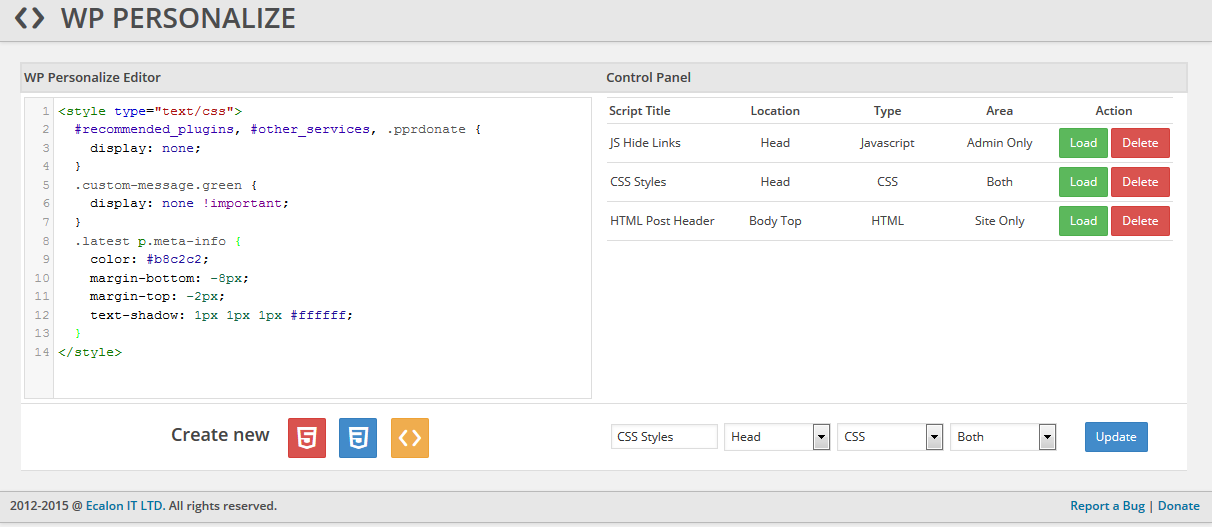 WP PERSONALIZE
WP Personalize Editor
1 <style type="text/css">
2 #recommended_plugins, #other_services, .pprdonate {
3 display: none;
4 }
5 .custom-message.green {
6 display: none !important;
7 }
8 .latest p.meta-info {
9 color: #b8c2c2;
10 margin-bottom: -8px;
11 margin-top: -2px;
12 text-shadow: 1px 1px 1px #ffffff;
13 }
14 </style>
Control Panel
Script Title Location Type Area Action
JS Hide Links Head Javascript Admin Only Load Delete
CSS Styles Head CSS Both Load Delete
HTML Post Header Body Top HTML Site Only Load Delete
Create new
CSS Styles Head CSS Both Update
2012-2015 @ Ecalon IT LTD. All rights reserved. Report a Bug | Donate